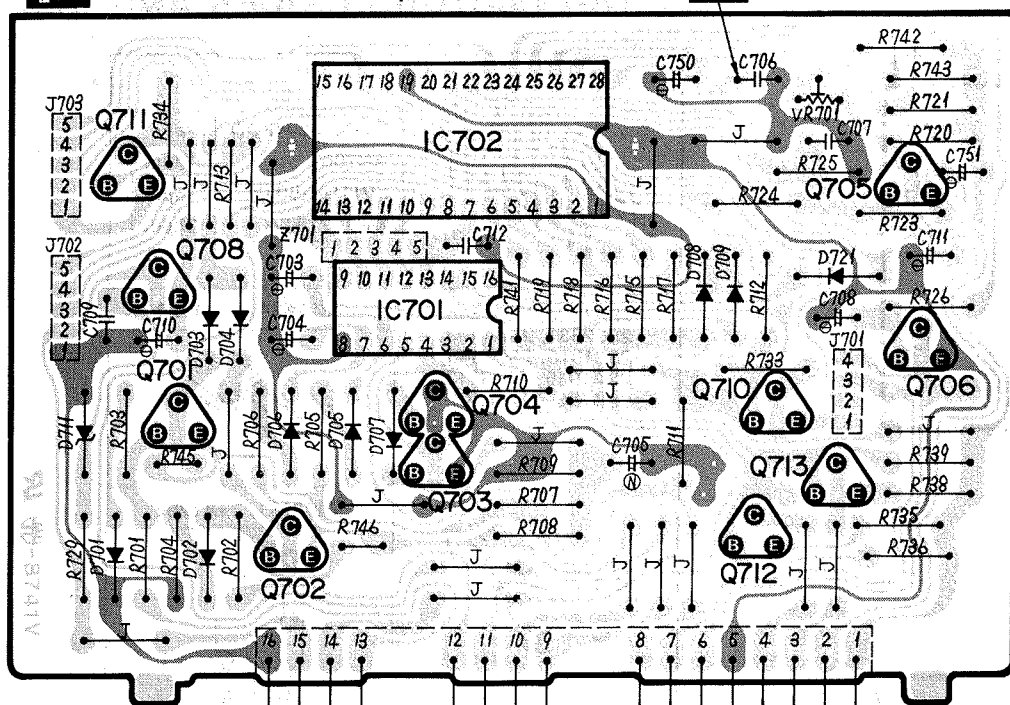 R742
C750 C706
15 16 17 18 19 20 21 22 23 24 25 26 27 28
R743
J703
VR701
R721
5 4 3 2 1
Q711
R734
IC702
J
C707
R720
R725
C751
Q705
J J R713 J J
J
C B E
C B E
R724
14 13 12 11 10 9 8 7 6 5 4 3 2 1
R723
J702
Q708
Z701
1 2 3 4 5
C712
C711
5 4 3 2 1
C B E
C703
9 10 11 12 13 14 15 16
R741 R719 R718 R716 R715 R717 D708 D709 R712
D721
IC701
R726
C709
C710
D703 D704
C704
8 7 6 5 4 3 2 1
C708
J701
4 3 2 1
Q701
R733
C B E
Q706
R710
J
J
Q704
Q710
C B E
C B E
C B E
D711 R703
R745
J R706 D706 R705 D705 D707
J
C705
R711
J
Q713
R739
R709
C B E
C B E
R738
J
Q703
R707
R735
R746
R708
C B E
C B E
R736
R729 D701 R701 R704 D702 R702
Q702
J
J
J J J
Q712
J J
J
16 15 14 13 12 11 10 9 8 7 6 5 4 3 2 1